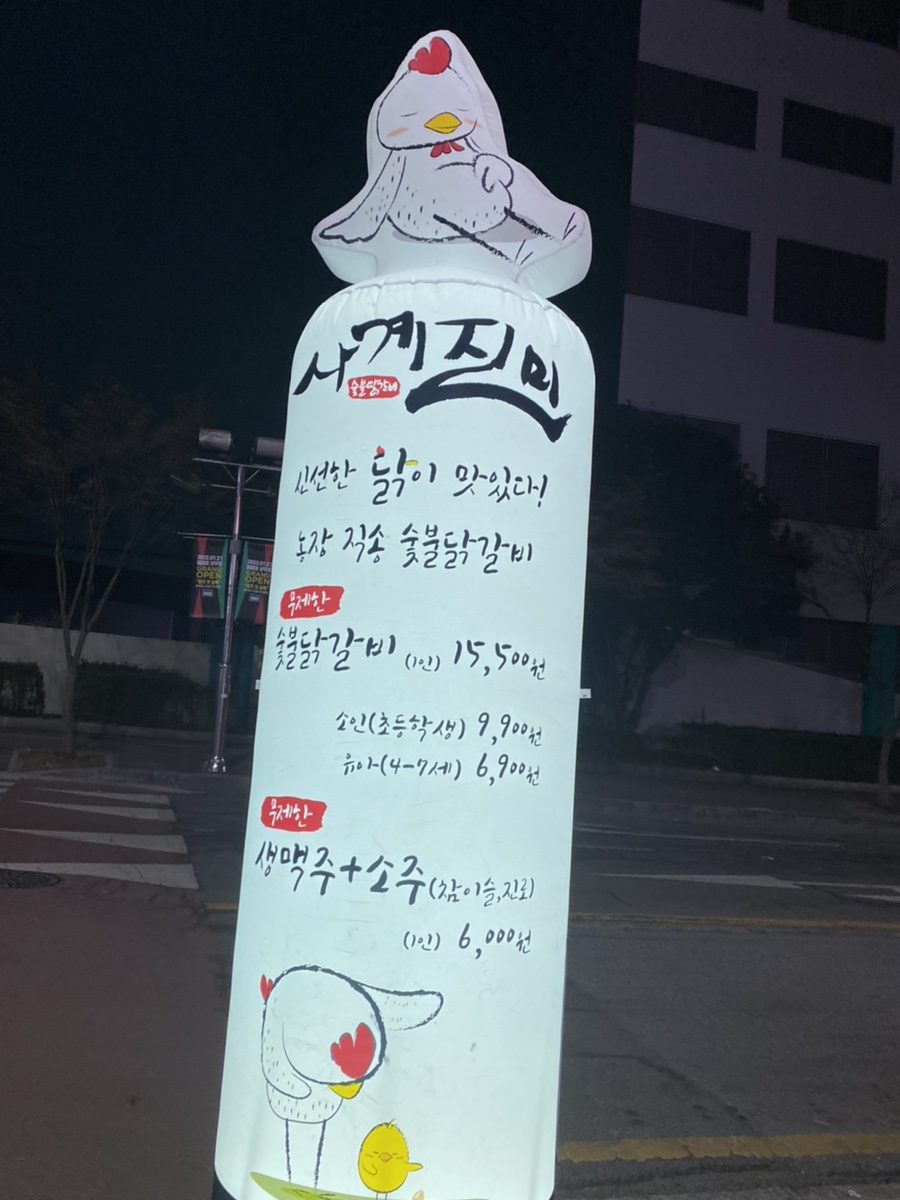 사계진미
숯불닭갈비
신선한 닭이 맛있다!
농장 직송 숯불닭갈비
무제한
숯불닭갈비 (1인) 15,500원
소인(초등학생) 9,900원
유아(4-7세) 6,900원
무제한
생맥주+소주(참이슬,진로)
(1인) 6,000원
GRAND
OPEN
GRAND
OPEN